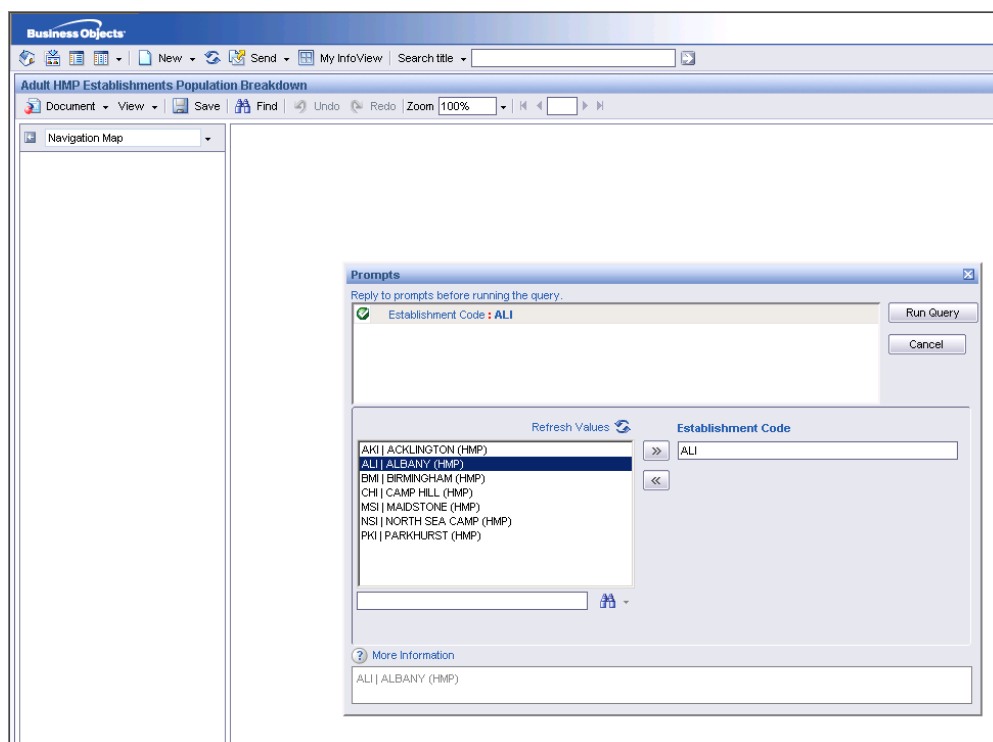 Business Objects
New Send My InfoView Search title
Adult HMP Establishments Population Breakdown
Document View Save Find Undo Redo Zoom 100%
Navigation Map
Prompts
Reply to prompts before running the query.
Establishment Code : ALI
Run Query
Cancel
Refresh Values
Establishment Code
AKI | ACKLINGTON (HMP)
ALI
ALI | ALBANY (HMP)
BMI | BIRMINGHAM (HMP)
CHI | CAMP HILL (HMP)
MSI | MAIDSTONE (HMP)
NSI | NORTH SEA CAMP (HMP)
PKI | PARKHURST (HMP)
More Information
ALI | ALBANY (HMP)